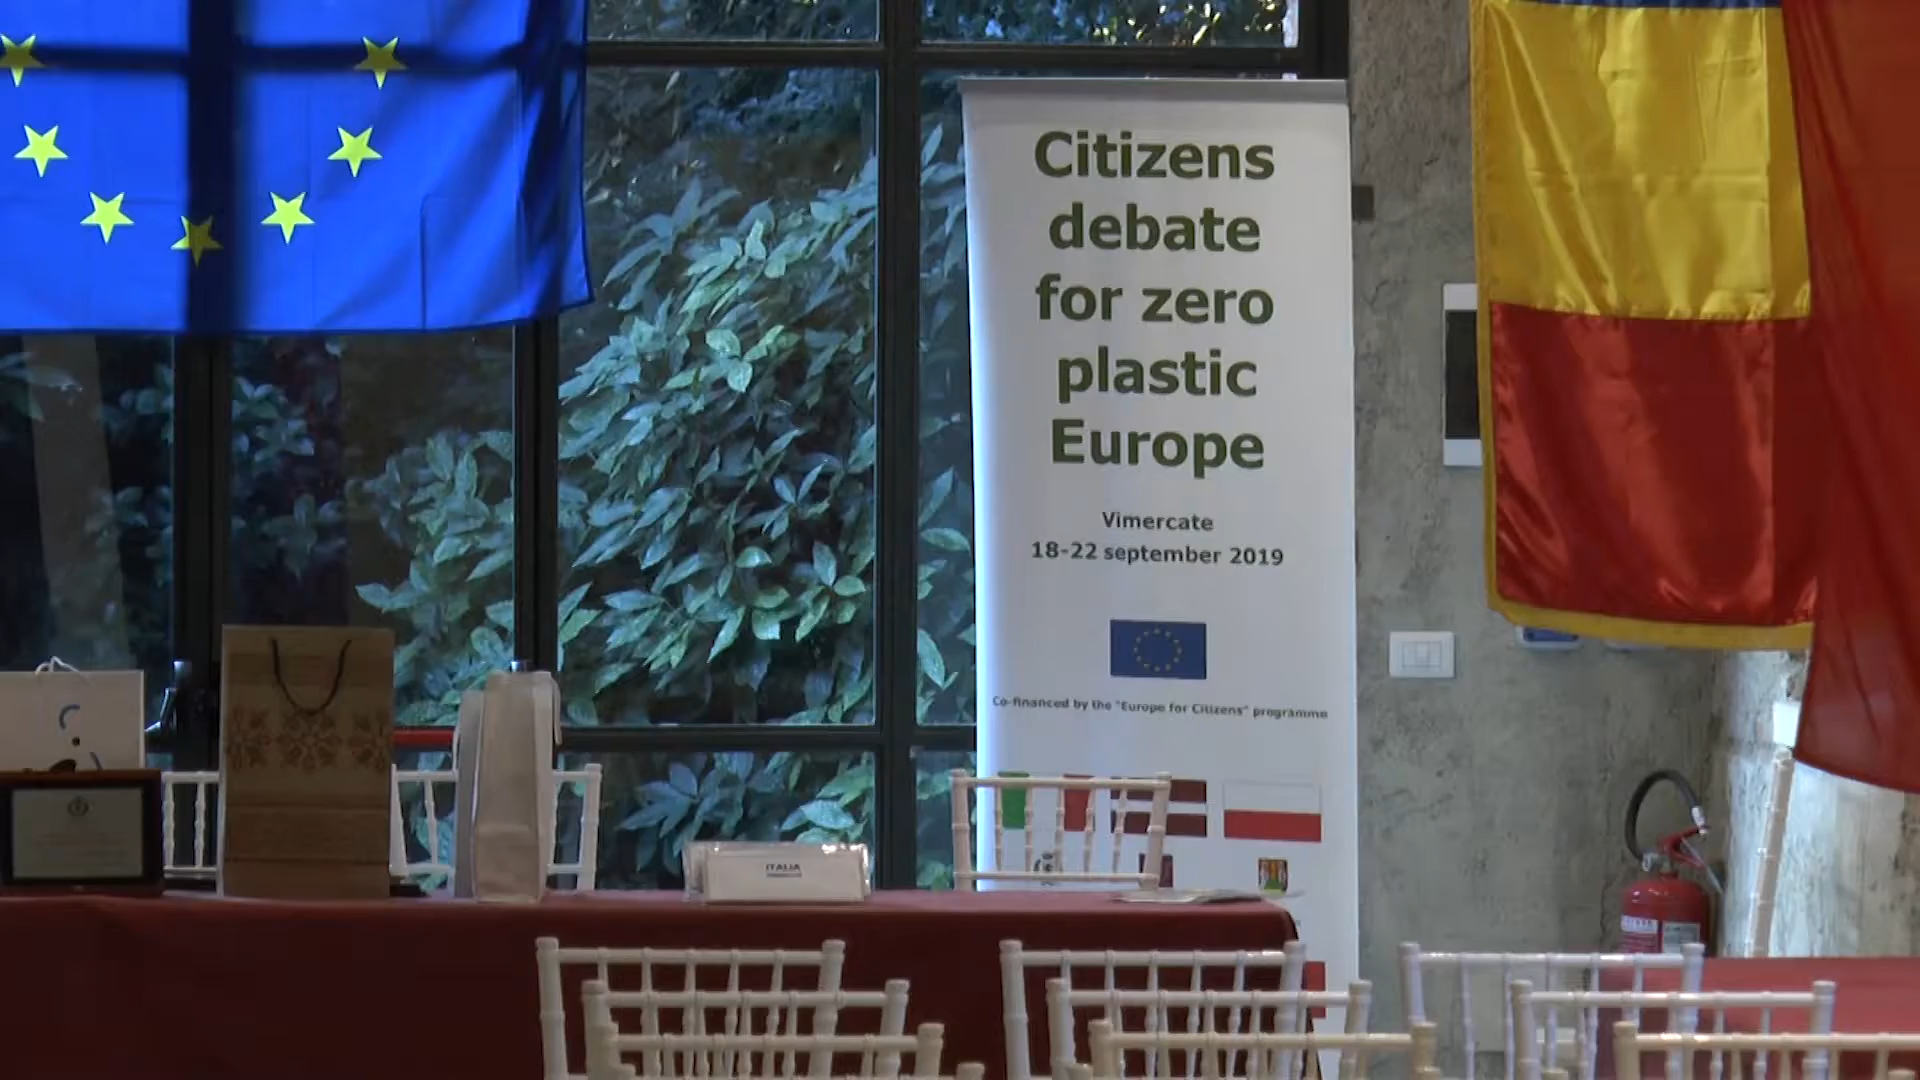 Citizens
debate
for zero
plastic
Europe
Vimercate
18-22 september 2019
Co-financed by the "Europe for Citizens" programme
ITALIA